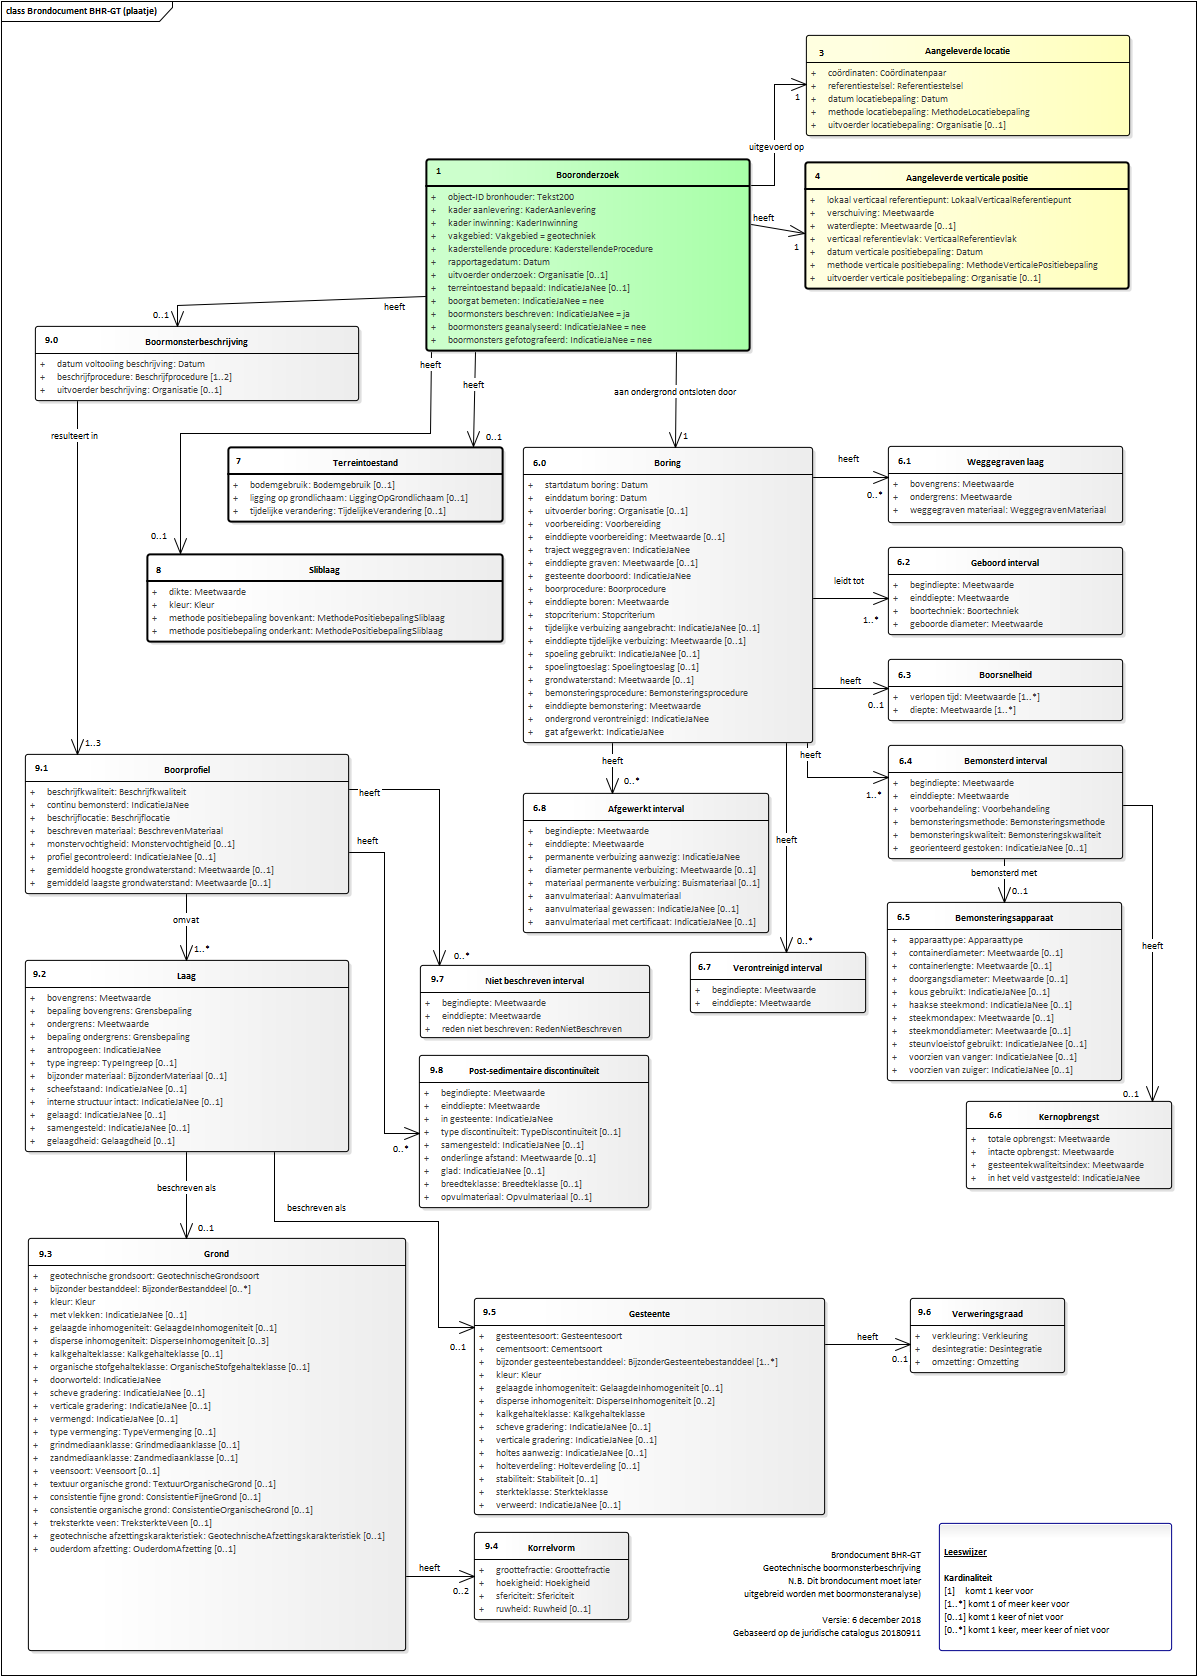 class Brondocument BHR-GT (plaatje)
3 Aangeleverde locatie
+ coördinaten: Coördinatenpaar
+ referentiestelsel: Referentiestelsel
+ datum locatiebepaling: Datum
+ methode locatiebepaling: MethodeLocatiebepaling
+ uitvoerder locatiebepaling: Organisatie [0..1]
1
uitgevoerd op
1 Booronderzoek
+ object-ID bronhouder: Tekst200
+ kader aanlevering: KaderAanlevering
+ kader inwinning: KaderInwinning
+ vakgebied: Vakgebied = geotechniek
+ kaderstellende procedure: KaderstellendeProcedure
+ rapportagedatum: Datum
+ uitvoerder onderzoek: Organisatie [0..1]
+ terreintoestand bepaald: IndicatieJaNee [0..1]
+ boorgat bemeten: IndicatieJaNee = nee
+ boormonsters beschreven: IndicatieJaNee = ja
+ boormonsters geanalyseerd: IndicatieJaNee = nee
+ boormonsters gefotografeerd: IndicatieJaNee = nee
heeft
1
4 Aangeleverde verticale positie
+ lokaal verticaal referentiepunt: LokaalVerticaalReferentiepunt
+ verschuiving: Meetwaarde
+ waterdiepte: Meetwaarde [0..1]
+ verticaal referentievlak: VerticaalReferentievlak
+ datum verticale positiebepaling: Datum
+ methode verticale positiebepaling: MethodeVerticalePositiebepaling
+ uitvoerder verticale positiebepaling: Organisatie [0..1]
heeft
0..1
9.0 Boormonsterbeschrijving
+ datum voltooiing beschrijving: Datum
+ beschrijfprocedure: Beschrijfprocedure [1..2]
+ uitvoerder beschrijving: Organisatie [0..1]
heeft
heeft
aan ondergrond ontsloten door
resulteert in
0..1
1
7 Terreintoestand
+ bodemgebruik: Bodemgebruik [0..1]
+ ligging op grondlichaam: LiggingOpGrondlichaam [0..1]
+ tijdelijke verandering: TijdelijkeVerandering [0..1]
0..1
8 Sliblaag
+ dikte: Meetwaarde
+ kleur: Kleur
+ methode positiebepaling bovenkant: MethodePositiebepalingSliblaag
+ methode positiebepaling onderkant: MethodePositiebepalingSliblaag
6.0 Boring
+ startdatum boring: Datum
+ einddatum boring: Datum
+ uitvoerder boring: Organisatie [0..1]
+ voorbereiding: Voorbereiding
+ einddiepte voorbereiding: Meetwaarde [0..1]
+ traject weggegraven: IndicatieJaNee
+ einddiepte graven: Meetwaarde [0..1]
+ gesteente doorboord: IndicatieJaNee
+ boorprocedure: Boorprocedure
+ einddiepte boren: Meetwaarde
+ stopcriterium: Stopcriterium
+ tijdelijke verbuizing aangebracht: IndicatieJaNee [0..1]
+ einddiepte tijdelijke verbuizing: Meetwaarde [0..1]
+ spoeling gebruikt: IndicatieJaNee [0..1]
+ spoelingtoeslag: Spoelingtoeslag [0..1]
+ grondwaterstand: Meetwaarde [0..1]
+ bemonsteringsprocedure: Bemonsteringsprocedure
+ einddiepte bemonstering: Meetwaarde
+ ondergrond verontreinigd: IndicatieJaNee
+ gat afgewerkt: IndicatieJaNee
heeft
0..*
6.1 Weggegraven laag
+ bovengrens: Meetwaarde
+ ondergrens: Meetwaarde
+ weggegraven materiaal: WeggegravenMateriaal
leidt tot
1..*
6.2 Geboord interval
+ begindiepte: Meetwaarde
+ einddiepte: Meetwaarde
+ boortechniek: Boortechniek
+ geboorde diameter: Meetwaarde
heeft
0..1
6.3 Boorsnelheid
+ verlopen tijd: Meetwaarde [1..*]
+ diepte: Meetwaarde [1..*]
heeft
1..*
6.4 Bemonsterd interval
+ begindiepte: Meetwaarde
+ einddiepte: Meetwaarde
+ voorbehandeling: Voorbehandeling
+ bemonsteringsmethode: Bemonsteringsmethode
+ bemonsteringskwaliteit: Bemonsteringskwaliteit
+ georienteerd gestoken: IndicatieJaNee [0..1]
1..3
9.1 Boorprofiel
+ beschrijfkwaliteit: Beschrijfkwaliteit
+ continu bemonsterd: IndicatieJaNee
+ beschrijflocatie: Beschrijflocatie
+ beschreven materiaal: BeschrevenMateriaal
+ monstervochtigheid: Monstervochtigheid [0..1]
+ profiel gecontroleerd: IndicatieJaNee [0..1]
+ gemiddeld hoogste grondwaterstand: Meetwaarde [0..1]
+ gemiddeld laagste grondwaterstand: Meetwaarde [0..1]
heeft
heeft
heeft
0..*
6.8 Afgewerkt interval
+ begindiepte: Meetwaarde
+ einddiepte: Meetwaarde
+ permanente verbuizing aanwezig: IndicatieJaNee
+ diameter permanente verbuizing: Meetwaarde [0..1]
+ materiaal permanente verbuizing: Buismateriaal [0..1]
+ aanvulmateriaal: Aanvulmateriaal
+ aanvulmateriaal gewassen: IndicatieJaNee [0..1]
+ aanvulmateriaal met certificaat: IndicatieJaNee [0..1]
heeft
0..*
6.7 Verontreinigd interval
+ begindiepte: Meetwaarde
+ einddiepte: Meetwaarde
bemonsterd met
0..1
6.5 Bemonsteringsapparaat
+ apparaattype: Apparaattype
+ containerdiameter: Meetwaarde [0..1]
+ containerlengte: Meetwaarde [0..1]
+ doorgangsdiameter: Meetwaarde [0..1]
+ kous gebruikt: IndicatieJaNee [0..1]
+ haakse steekmond: IndicatieJaNee [0..1]
+ steekmondapex: Meetwaarde [0..1]
+ steekmonddiameter: Meetwaarde [0..1]
+ steunvloeistof gebruikt: IndicatieJaNee [0..1]
+ voorzien van vanger: IndicatieJaNee [0..1]
+ voorzien van zuiger: IndicatieJaNee [0..1]
heeft
0..1
6.6 Kernopbrengst
+ totale opbrengst: Meetwaarde
+ intacte opbrengst: Meetwaarde
+ gesteentekwaliteitsindex: Meetwaarde
+ in het veld vastgesteld: IndicatieJaNee
omvat
1..*
9.2 Laag
+ bovengrens: Meetwaarde
+ bepaling bovengrens: Grensbepaling
+ ondergrens: Meetwaarde
+ bepaling ondergrens: Grensbepaling
+ antropogeen: IndicatieJaNee
+ type ingreep: TypeIngreep [0..1]
+ bijzonder materiaal: BijzonderMateriaal [0..1]
+ scheefstaand: IndicatieJaNee [0..1]
+ interne structuur intact: IndicatieJaNee [0..1]
+ gelaagd: IndicatieJaNee [0..1]
+ samengesteld: IndicatieJaNee [0..1]
+ gelaagdheid: Gelaagdheid [0..1]
0..*
9.7 Niet beschreven interval
+ begindiepte: Meetwaarde
+ einddiepte: Meetwaarde
+ reden niet beschreven: RedenNietBeschreven
0..*
9.8 Post-sedimentaire discontinuiteit
+ begindiepte: Meetwaarde
+ einddiepte: Meetwaarde
+ in gesteente: IndicatieJaNee
+ type discontinuiteit: TypeDiscontinuiteit [0..1]
+ samengesteld: IndicatieJaNee [0..1]
+ onderlinge afstand: Meetwaarde [0..1]
+ glad: IndicatieJaNee [0..1]
+ breedteklasse: Breedteklasse [0..1]
+ opvulmateriaal: Opvulmateriaal [0..1]
beschreven als
beschreven als
0..1
9.3 Grond
+ geotechnische grondsoort: GeotechnischeGrondsoort
+ bijzonder bestanddeel: BijzonderBestanddeel [0..*]
+ kleur: Kleur
+ met vlekken: IndicatieJaNee [0..1]
+ gelaagde inhomogeniteit: GelaagdeInhomogeniteit [0..1]
+ disperse inhomogeniteit: DisperseInhomogeniteit [0..3]
+ kalkgehalteklasse: Kalkgehalteklasse [0..1]
+ organische stofgehalteklasse: OrganischeStofgehalteklasse [0..1]
+ doorworteld: IndicatieJaNee
+ scheve gradering: IndicatieJaNee [0..1]
+ verticale gradering: IndicatieJaNee [0..1]
+ vermengd: IndicatieJaNee [0..1]
+ type vermenging: TypeVermenging [0..1]
+ grindmediaanklasse: Grindmediaanklasse [0..1]
+ zandmediaanklasse: Zandmediaanklasse [0..1]
+ veensoort: Veensoort [0..1]
+ textuur organische grond: TextuurOrganischeGrond [0..1]
+ consistentie fijne grond: ConsistentieFijneGrond [0..1]
+ consistentie organische grond: ConsistentieOrganischeGrond [0..1]
+ treksterkte veen: TreksterkteVeen [0..1]
+ geotechnische afzettingskarakteristiek: GeotechnischeAfzettingskarakteristiek [0..1]
+ ouderdom afzetting: OuderdomAfzetting [0..1]
0..1
9.5 Gesteente
+ gesteentesoort: Gesteentesoort
+ cementsoort: Cementsoort
+ bijzonder gesteentebestanddeel: BijzonderGesteentebestanddeel [1..*]
+ kleur: Kleur
+ gelaagde inhomogeniteit: GelaagdeInhomogeniteit [0..1]
+ disperse inhomogeniteit: DisperseInhomogeniteit [0..2]
+ kalkgehalteklasse: Kalkgehalteklasse
+ scheve gradering: IndicatieJaNee [0..1]
+ verticale gradering: IndicatieJaNee [0..1]
+ holtes aanwezig: IndicatieJaNee [0..1]
+ holteverdeling: Holteverdeling [0..1]
+ stabiliteit: Stabiliteit [0..1]
+ sterkteklasse: Sterkteklasse
+ verweerd: IndicatieJaNee [0..1]
heeft
0..1
9.6 Verweringsgraad
+ verkleuring: Verkleuring
+ desintegratie: Desintegratie
+ omzetting: Omzetting
heeft
0..2
9.4 Korrelvorm
+ groottefractie: Groottefractie
+ hoekigheid: Hoekigheid
+ sfericiteit: Sfericiteit
+ ruwheid: Ruwheid [0..1]
Brondocument BHR-GT
Geotechnische boormonsterbeschrijving
N.B. Dit brondocument moet later
uitgebreid worden met boormonsteranalyse)
Versie: 6 december 2018
Gebaseerd op de juridische catalogus 20180911
Leeswijzer
Kardinaliteit
[1] komt 1 keer voor
[1..*] komt 1 of meer keer voor
[0..1] komt 1 keer of niet voor
[0..*] komt 1 keer, meer keer of niet voor